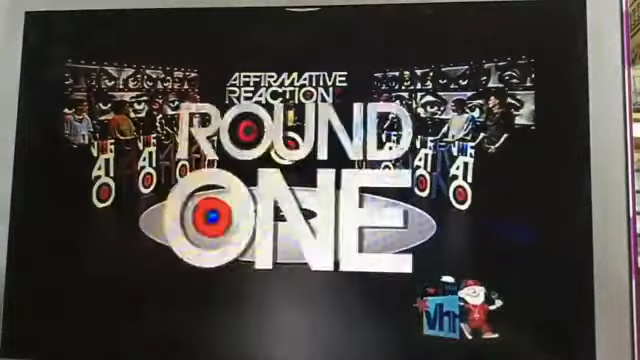 AFFIRMATIVE
REACTION
ROUND
ONE
vh1